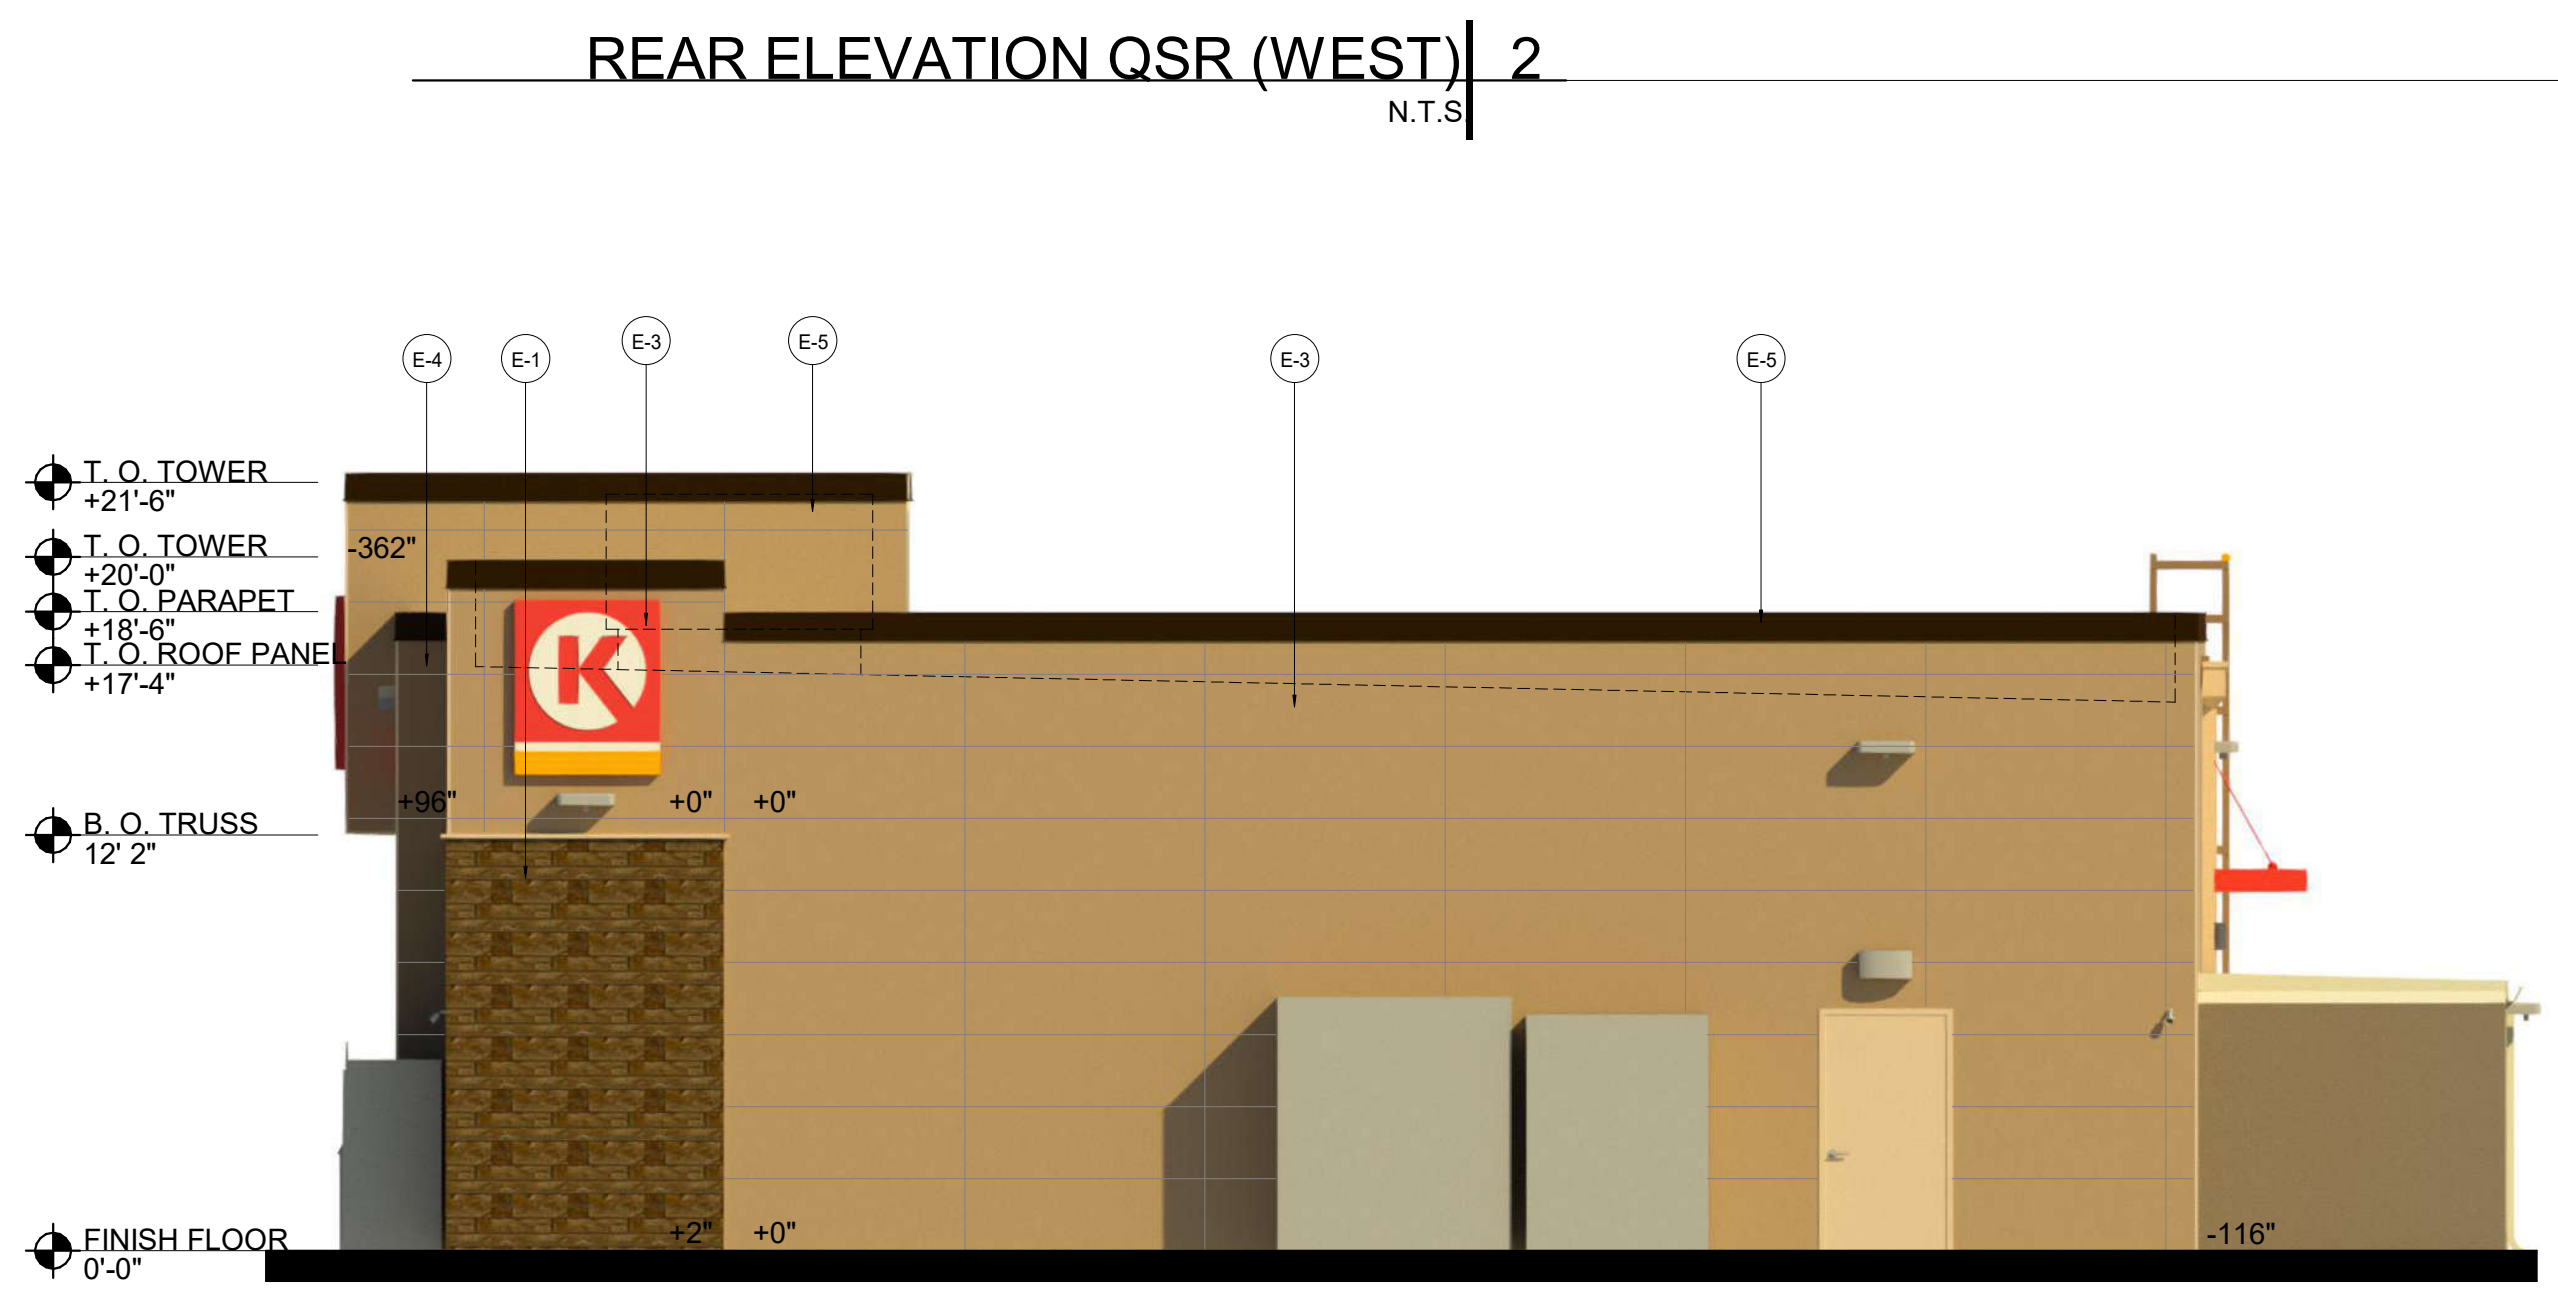 REAR ELEVATION QSR (WEST) 2
N.T.S.
E-4 E-1 E-3 E-5 E-3 E-5
T. O. TOWER
+21'-6"
T. O. TOWER
+20'-0"
T. O. PARAPET
+18'-6"
T. O. ROOF PANEL
+17'-4"
B. O. TRUSS
12' 2"
FINISH FLOOR
0'-0"
-362"
K
+96" +0" +0"
+2" +0" -116"